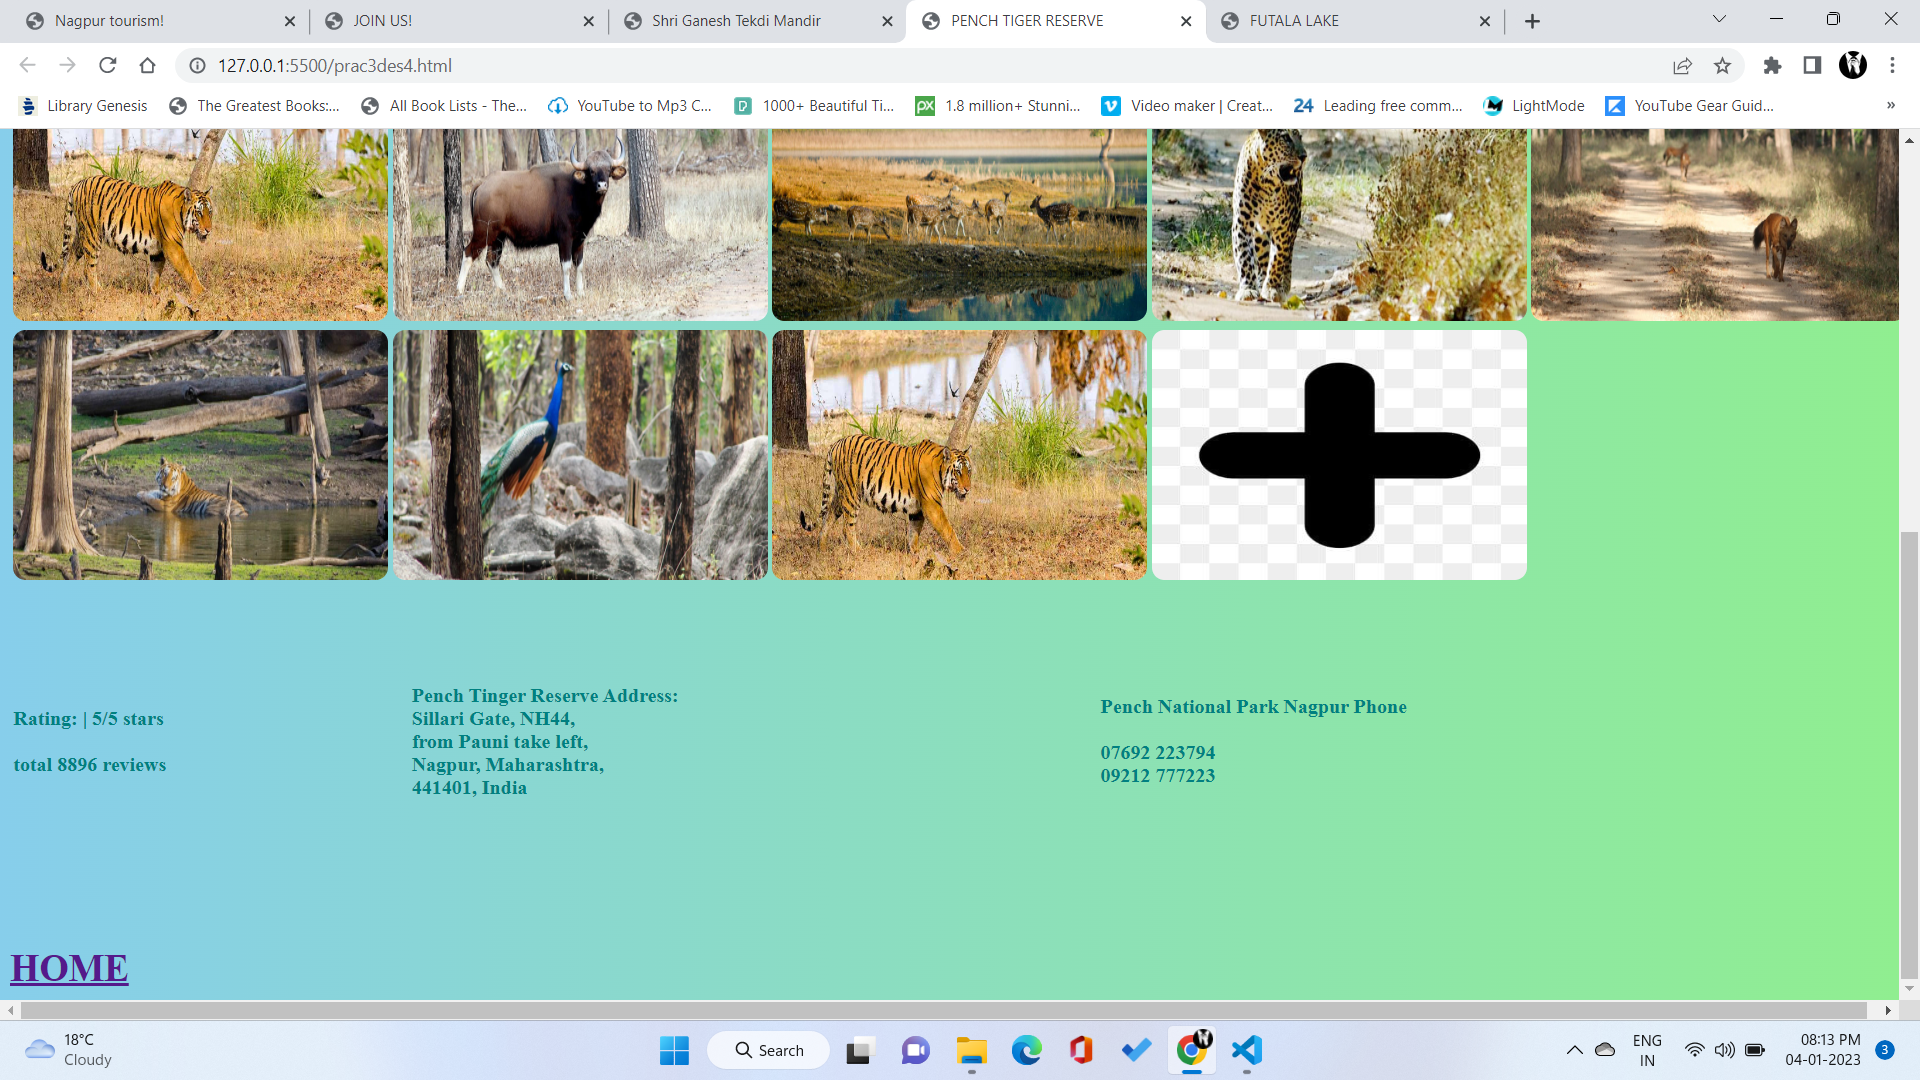 Nagpur tourism!
JOIN US!
Shri Ganesh Tekdi Mandir
PENCH TIGER RESERVE
FUTALA LAKE
127.0.0.1:5500/prac3des4.html
Library Genesis
The Greatest Books:...
All Book Lists - The...
YouTube to Mp3 C...
1000+ Beautiful Ti...
px
1.8 million+ Stunni...
Video maker | Creat...
24
Leading free comm...
LightMode
YouTube Gear Guid...
»
Rating: | 5/5 stars
total 8896 reviews
Pench Tinger Reserve Address:
Sillari Gate, NH44,
from Pauni take left,
Nagpur, Maharashtra,
441401, India
Pench National Park Nagpur Phone
07692 223794
09212 777223
HOME
18°C
Cloudy
Search
ENG
IN
08:13 PM
04-01-2023
3